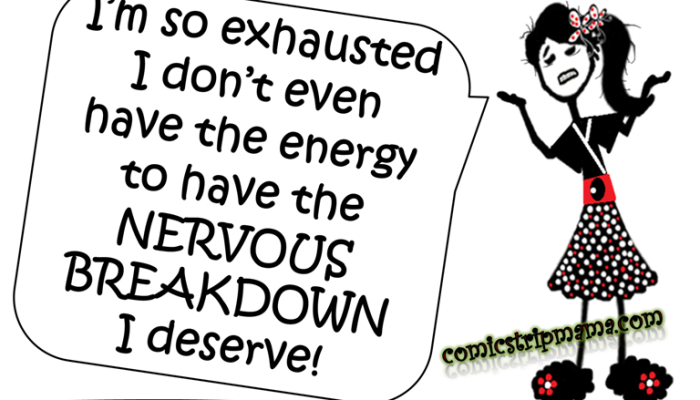 I'm so exhausted
I don't even
have the energy
to have the
NERVOUS
BREAKDOWN
I deserve!
comicstripmama.com